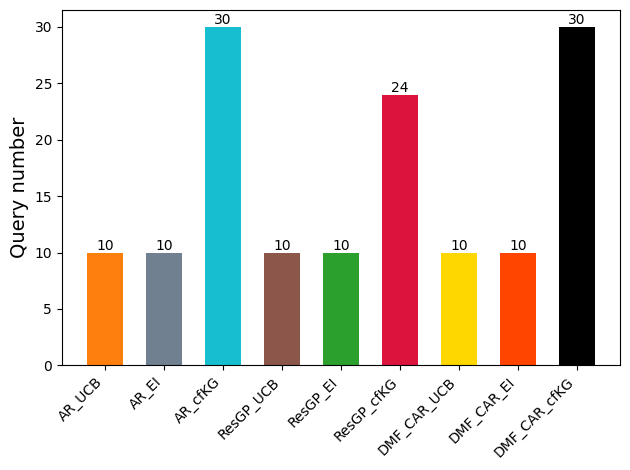 Query number
30
25
20
15
10
5
0
10
10
30
10
10
24
10
10
30
AR_UCB
AR_EI
AR_cfKG
ResGP_UCB
ResGP_EI
ResGP_cfKG
DMF_CAR_UCB
DMF_CAR_EI
DMF_CAR_cfKG